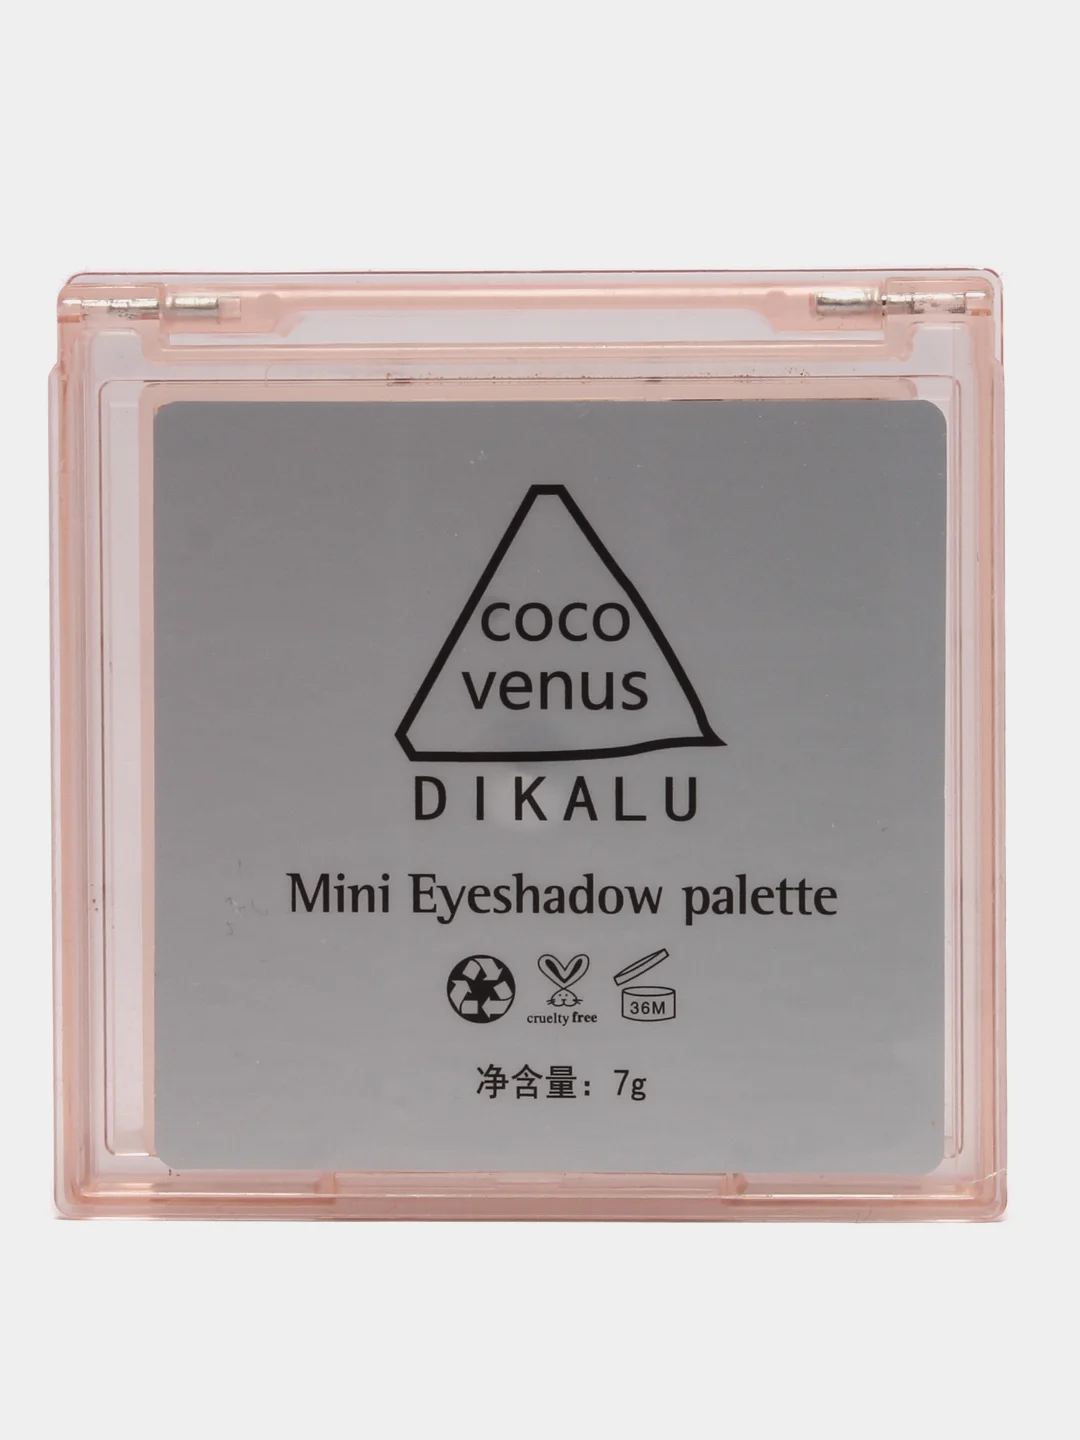 coco
venus
DIKALU
Mini Eyeshadow palette
cruelty free
36M
净含量：7g